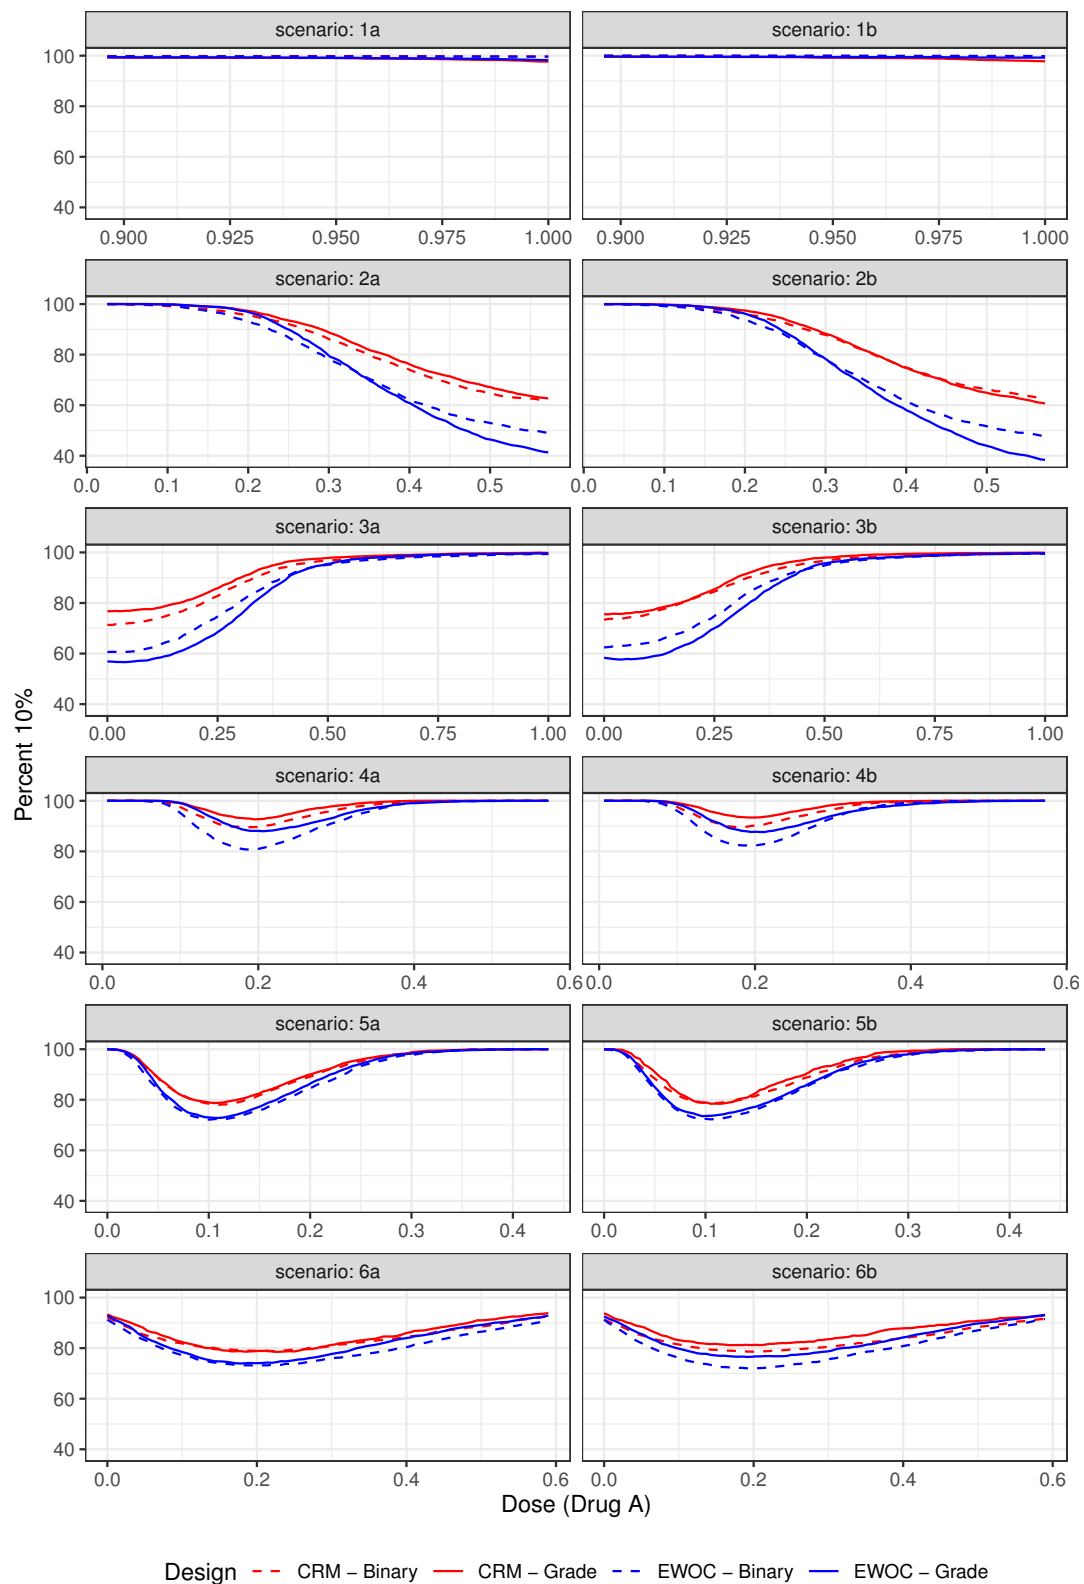 scenario: 1a
scenario: 1b
100
80
60
40
0.900 0.925 0.950 0.975 1.000
0.900 0.925 0.950 0.975 1.000
scenario: 2a
scenario: 2b
100
80
60
40
0.0 0.1 0.2 0.3 0.4 0.5
0.0 0.1 0.2 0.3 0.4 0.5
scenario: 3a
scenario: 3b
100
80
60
40
0.00 0.25 0.50 0.75 1.00
0.00 0.25 0.50 0.75 1.00
Percent 10%
scenario: 4a
scenario: 4b
100
80
60
40
0.0 0.2 0.4 0.6
0.0 0.2 0.4 0.6
scenario: 5a
scenario: 5b
100
80
60
40
0.0 0.1 0.2 0.3 0.4
0.0 0.1 0.2 0.3 0.4
scenario: 6a
scenario: 6b
100
80
60
40
0.0 0.2 0.4 0.6
0.0 0.2 0.4 0.6
Dose (Drug A)
Design CRM − Binary CRM − Grade EWOC − Binary EWOC − Grade